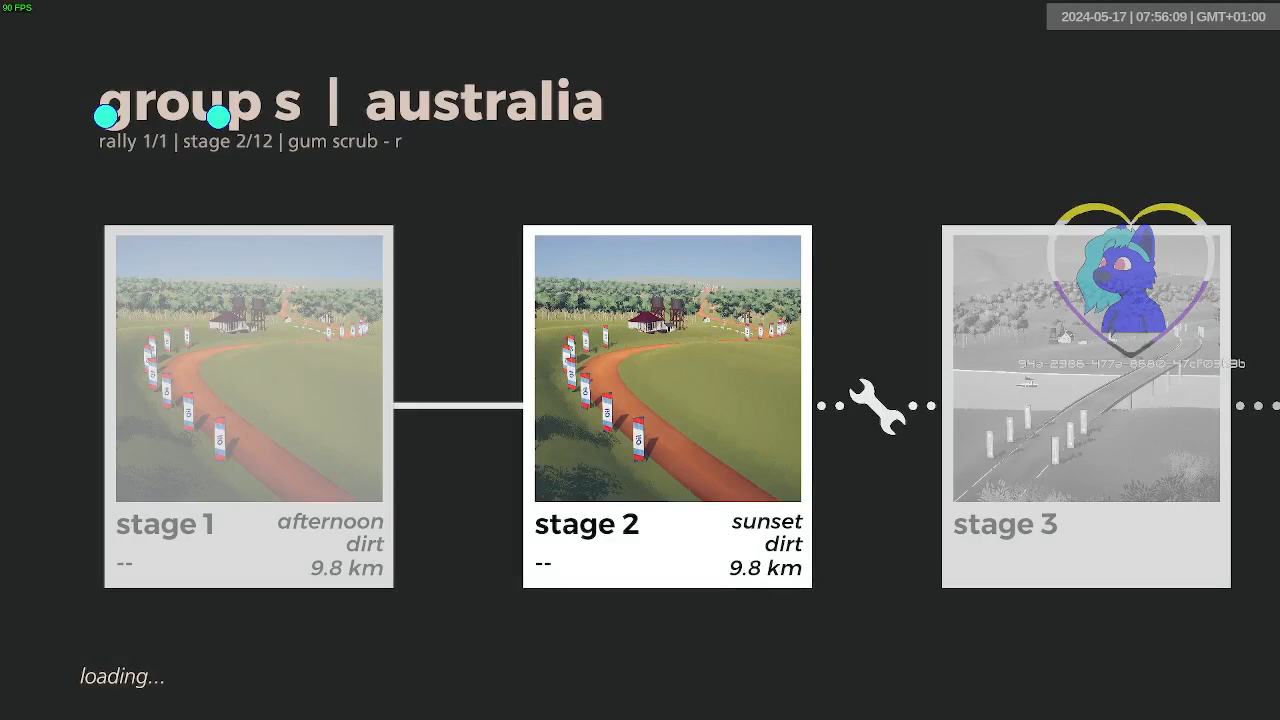 90 FPS
2024-05-17 | 07:56:09 | GMT+01:00
group s | australia
rally 1/1 | stage 2/12 | gum scrub - r
stage 1
afternoon
dirt
--
9.8 km
stage 2
sunset
dirt
--
9.8 km
stage 3
loading...